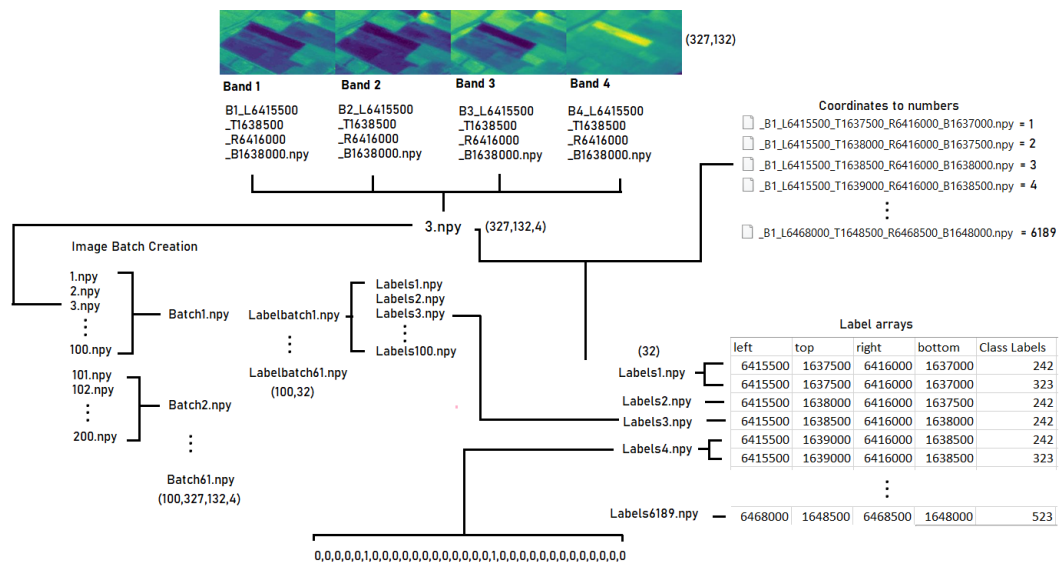 (327,132)
Band 1
Band 2
Band 3
Band 4
B1_L6415500
_T1638500
_R6416000
_B1638000.npy
B2_L6415500
_T1638500
_R6416000
_B1638000.npy
B3_L6415500
_T1638500
_R6416000
_B1638000.npy
B4_L6415500
_T1638500
_R6416000
_B1638000.npy
Coordinates to numbers
_B1_L6415500_T1637500_R6416000_B1637000.npy = 1
_B1_L6415500_T1638000_R6416000_B1637500.npy = 2
_B1_L6415500_T1638500_R6416000_B1638000.npy = 3
_B1_L6415500_T1639000_R6416000_B1638500.npy = 4
_B1_L6468000_T1648500_R6468500_B1648000.npy = 6189
3.npy (327,132,4)
Image Batch Creation
1.npy
2.npy
3.npy
100.npy
Batch1.npy
101.npy
102.npy
200.npy
Batch2.npy
Batch61.npy
(100,327,132,4)
Labelbatch1.npy
Labels1.npy
Labels2.npy
Labels3.npy
Labels100.npy
Labelbatch61.npy
(100,32)
Label arrays
(32)
left top right bottom Class Labels
Labels1.npy 6415500 1637500 6416000 1637000 242
6415500 1637500 6416000 1637000 323
Labels2.npy 6415500 1638000 6416000 1637500 242
Labels3.npy 6415500 1638500 6416000 1638000 242
Labels4.npy 6415500 1639000 6416000 1638500 242
6415500 1639000 6416000 1638500 323
Labels6189.npy 6468000 1648500 6468500 1648000 523
0,0,0,0,0,1,0,0,0,0,0,0,0,0,0,0,0,0,1,0,0,0,0,0,0,0,0,0,0,0,0,0